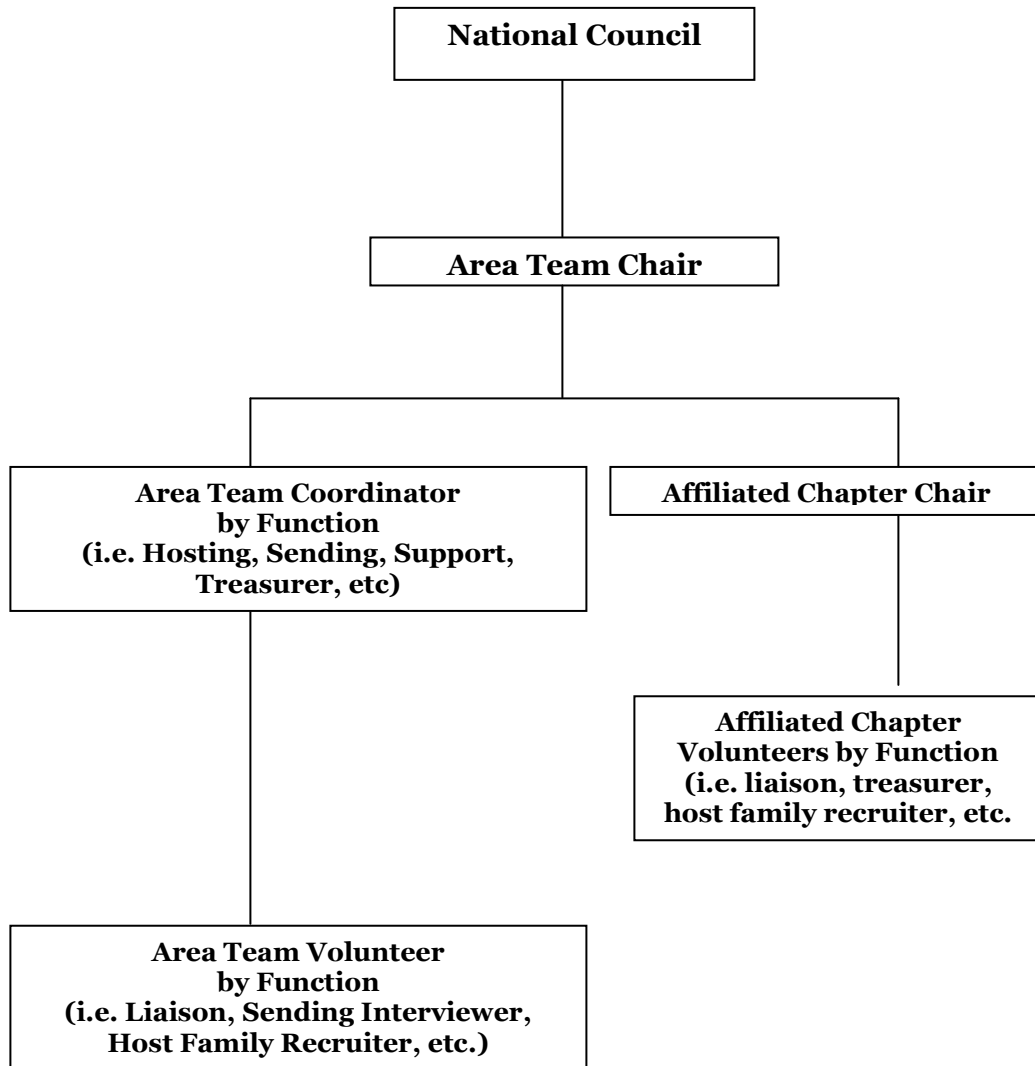 National Council
Area Team Chair
Area Team Coordinator
by Function
(i.e. Hosting, Sending, Support,
Treasurer, etc)
Affiliated Chapter Chair
Affiliated Chapter
Volunteers by Function
(i.e. liaison, treasurer,
host family recruiter, etc.
Area Team Volunteer
by Function
(i.e. Liaison, Sending Interviewer,
Host Family Recruiter, etc.)